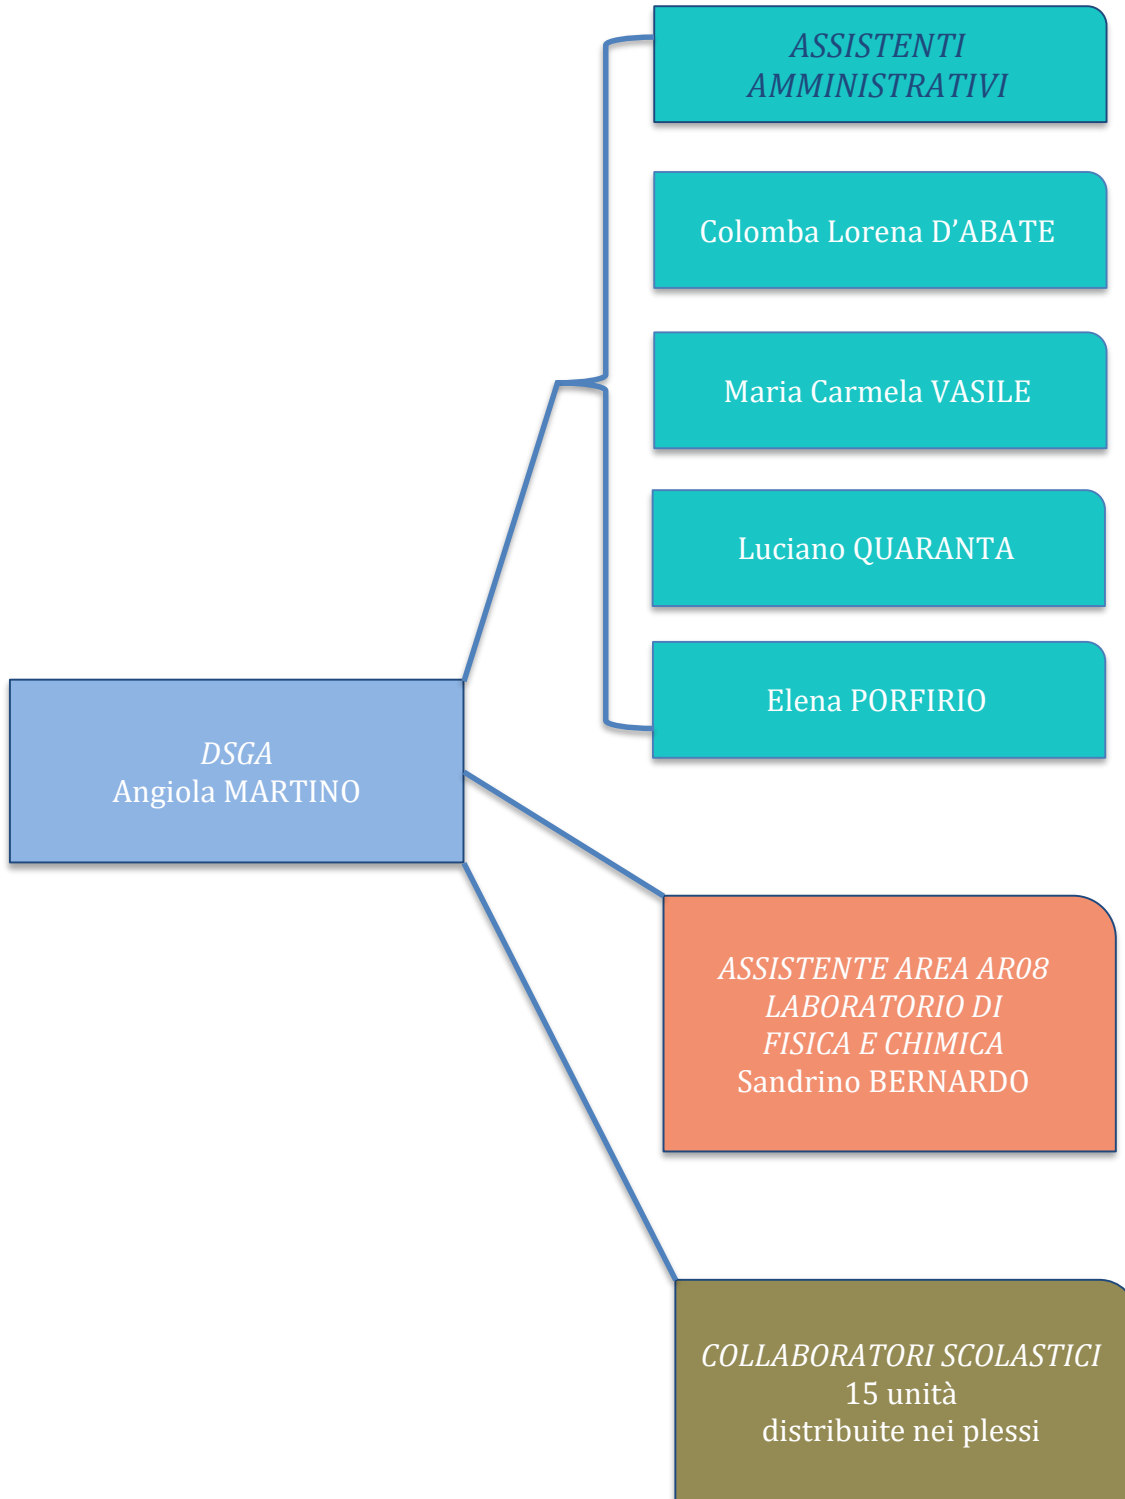 ASSISTENTI
AMMINISTRATIVI
Colomba Lorena D’ABATE
Maria Carmela VASILE
Luciano QUARANTA
Elena PORFIRIO
DSGA
Angiola MARTINO
ASSISTENTE AREA AR08
LABORATORIO DI
FISICA E CHIMICA
Sandrino BERNARDO
COLLABORATORI SCOLASTICI
15 unità
distribuite nei plessi